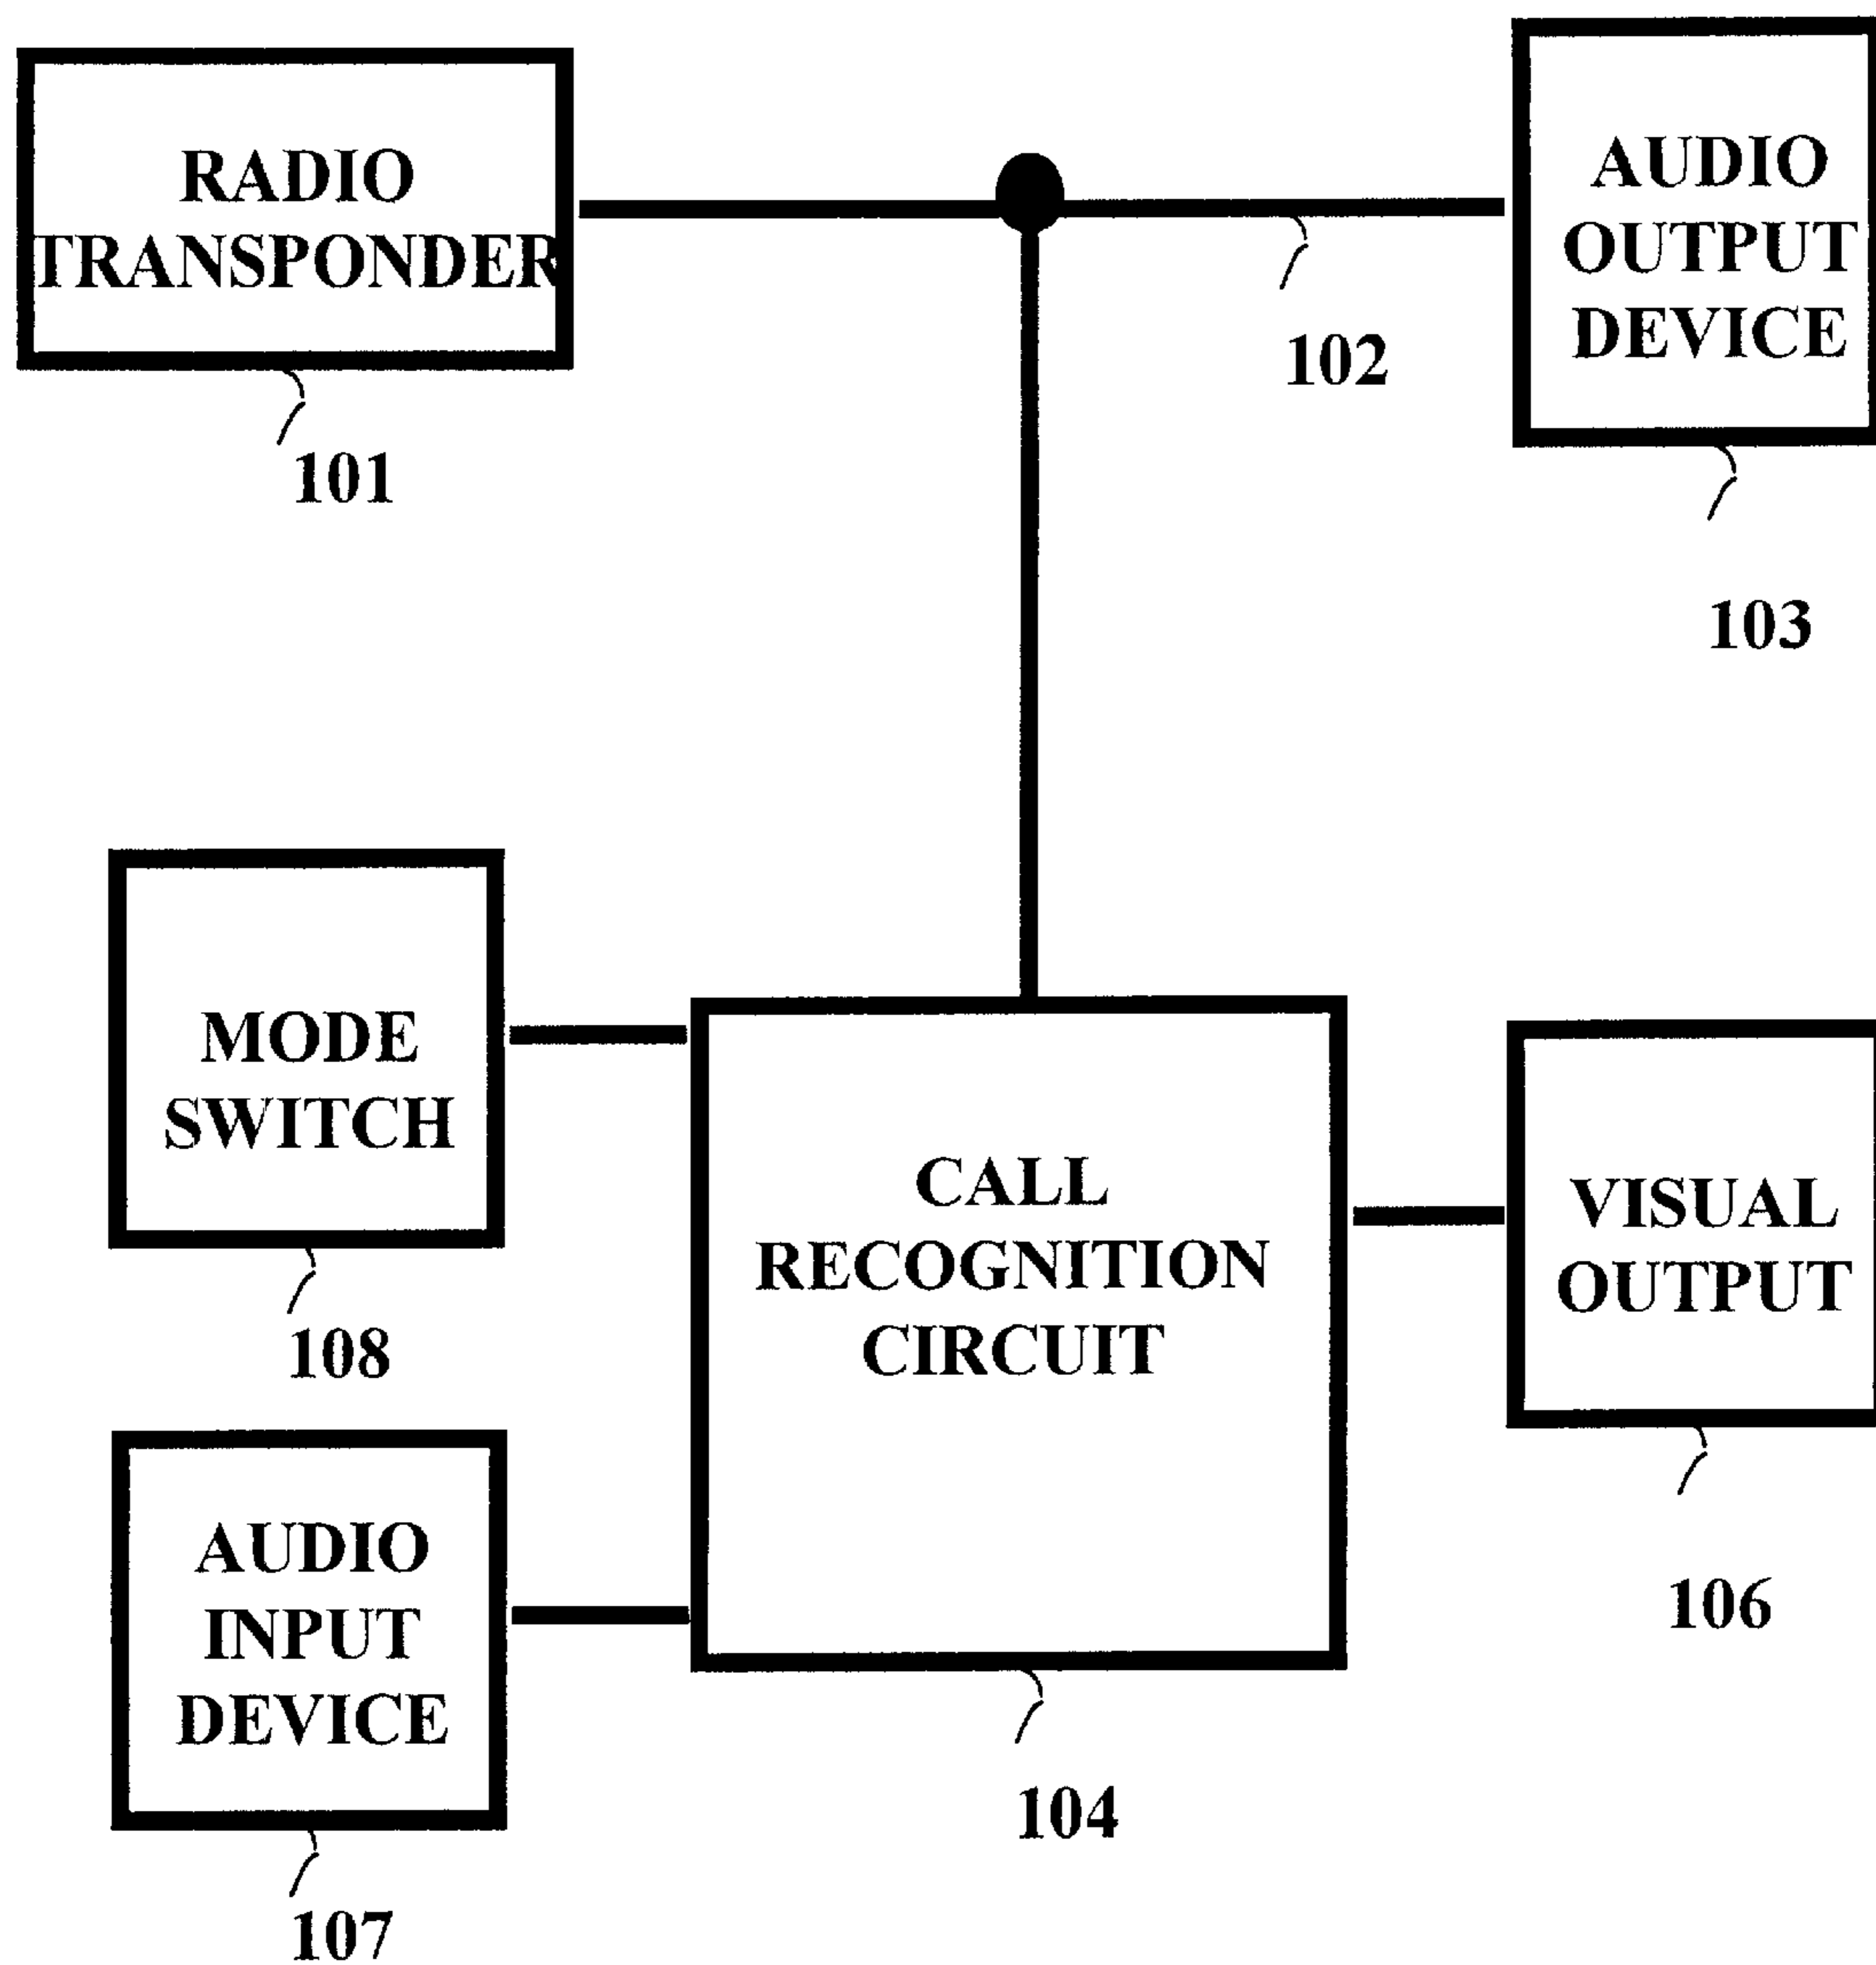 RADIO
TRANSPONDER
101
102
AUDIO
OUTPUT
DEVICE
103
MODE
SWITCH
108
CALL
RECOGNITION
CIRCUIT
104
VISUAL
OUTPUT
106
AUDIO
INPUT
DEVICE
107